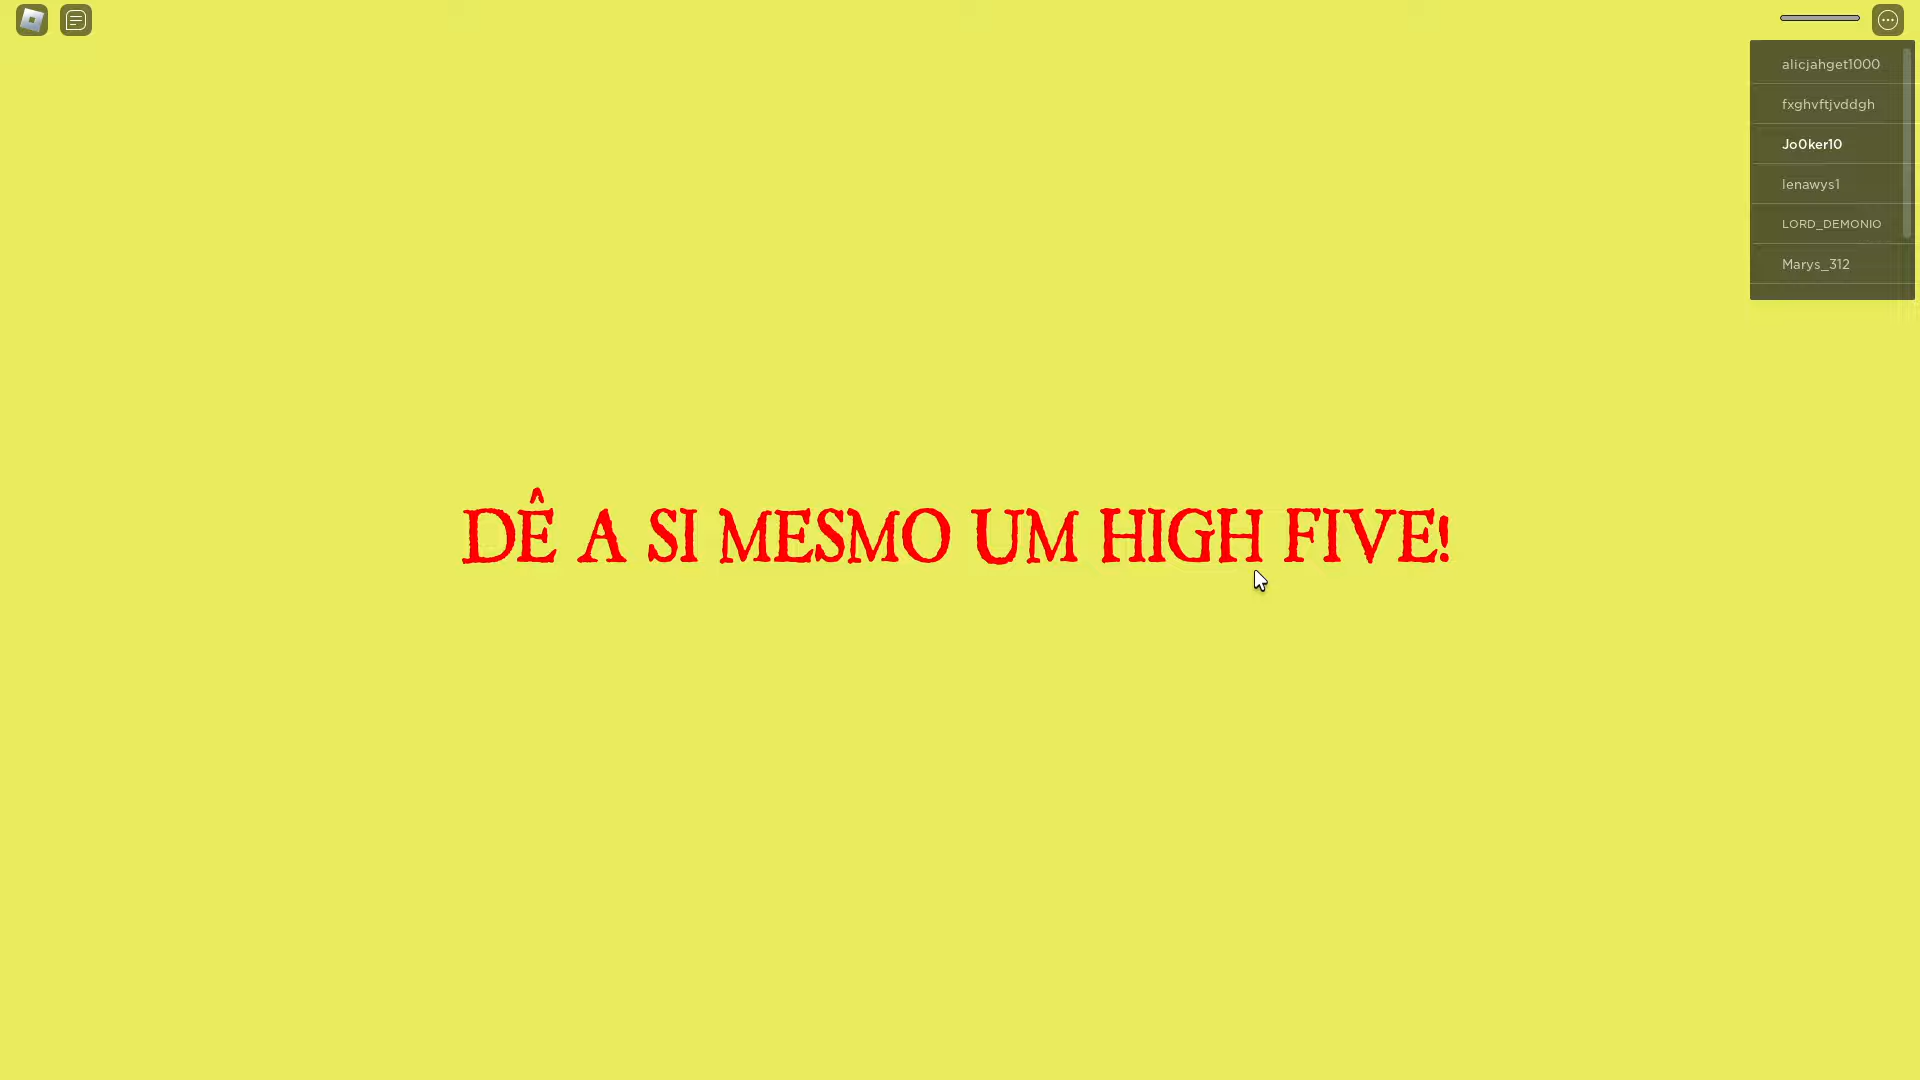 alicjahget1000
fxghvftjvddgh
Jo0ker10
lenawys1
LORD_DEMONIO
Marys_312
DÊ A SI MESMO UM HIGH FIVE!